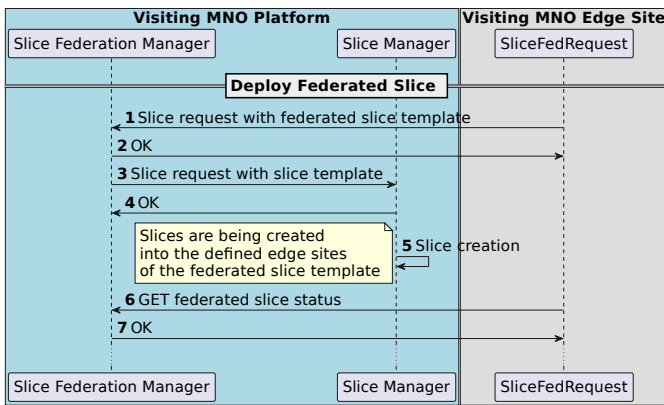 Visiting MNO Platform
Visiting MNO Edge Site
Slice Federation Manager
Slice Manager
SliceFedRequest
Deploy Federated Slice
1 Slice request with federated slice template
2 OK
3 Slice request with slice template
4 OK
Slices are being created
into the defined edge sites
of the federated slice template
5 Slice creation
6 GET federated slice status
7 OK
Slice Federation Manager
Slice Manager
SliceFedRequest